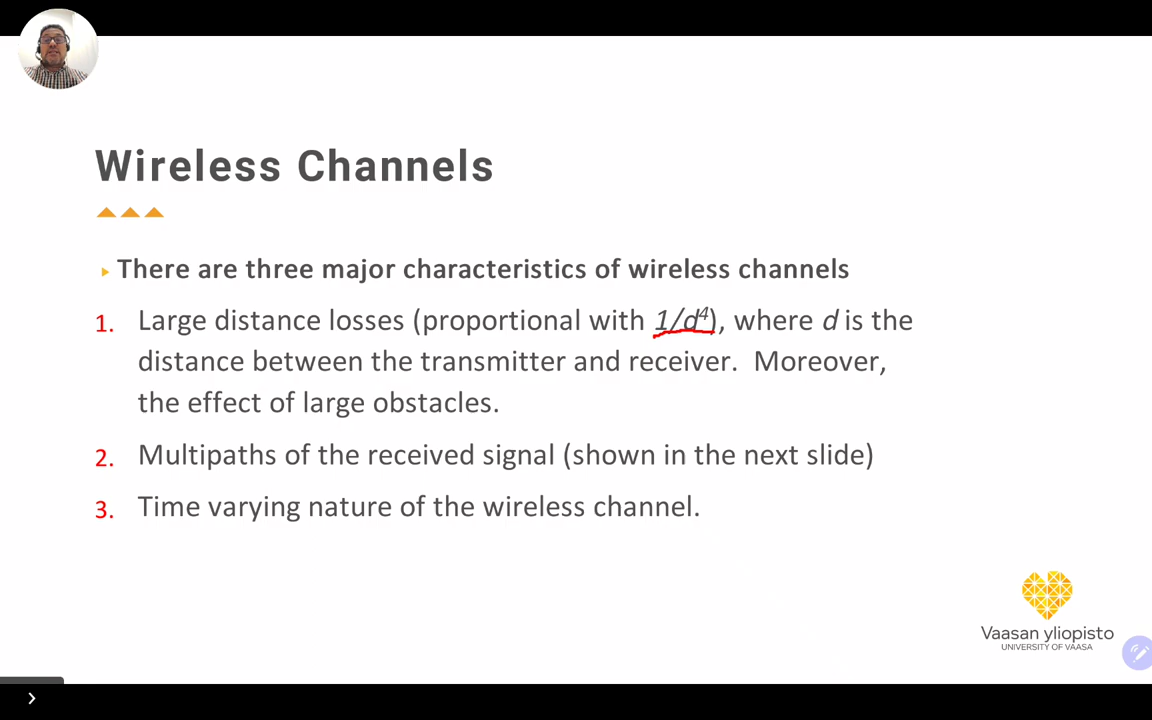 Wireless Channels
There are three major characteristics of wireless channels
1. Large distance losses (proportional with 1/d⁴), where d is the
distance between the transmitter and receiver. Moreover,
the effect of large obstacles.
2. Multipaths of the received signal (shown in the next slide)
3. Time varying nature of the wireless channel.
Vaasan yliopisto
UNIVERSITY OF VAASA